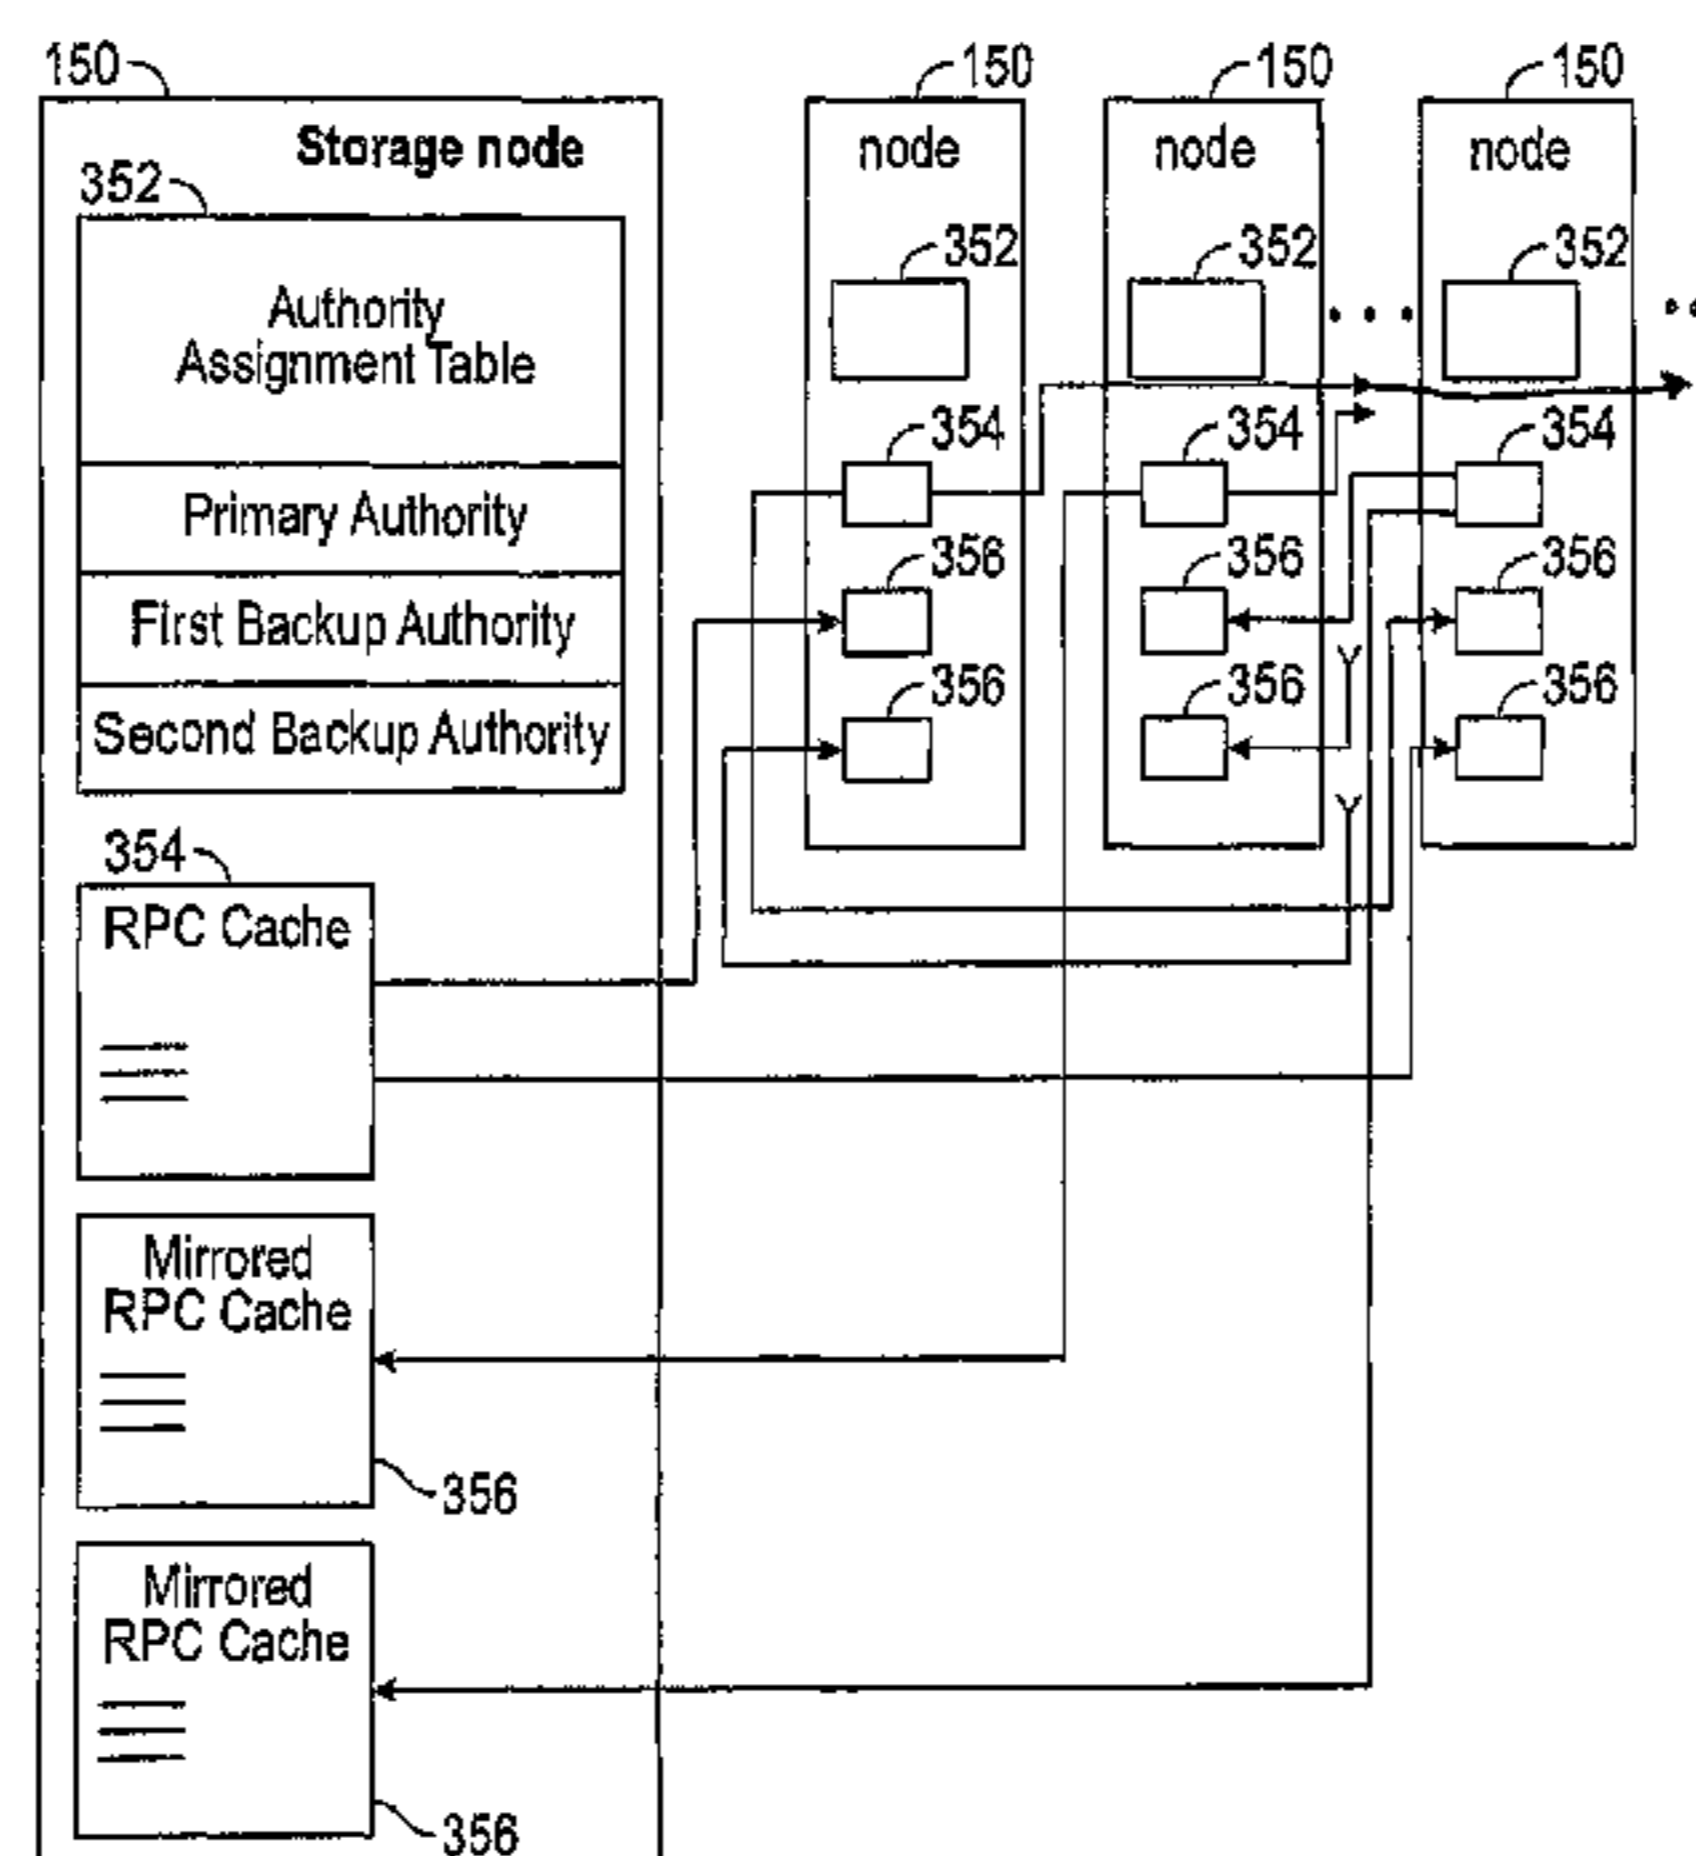 150
150
150
150
Storage node
node
node
node
352
352
352
352
Authority
Assignment Table
Primary Authority
First Backup Authority
Second Backup Authority
354
354
354
356
356
356
356
356
356
354
RPC Cache
Mirrored
RPC Cache
356
Mirrored
RPC Cache
356